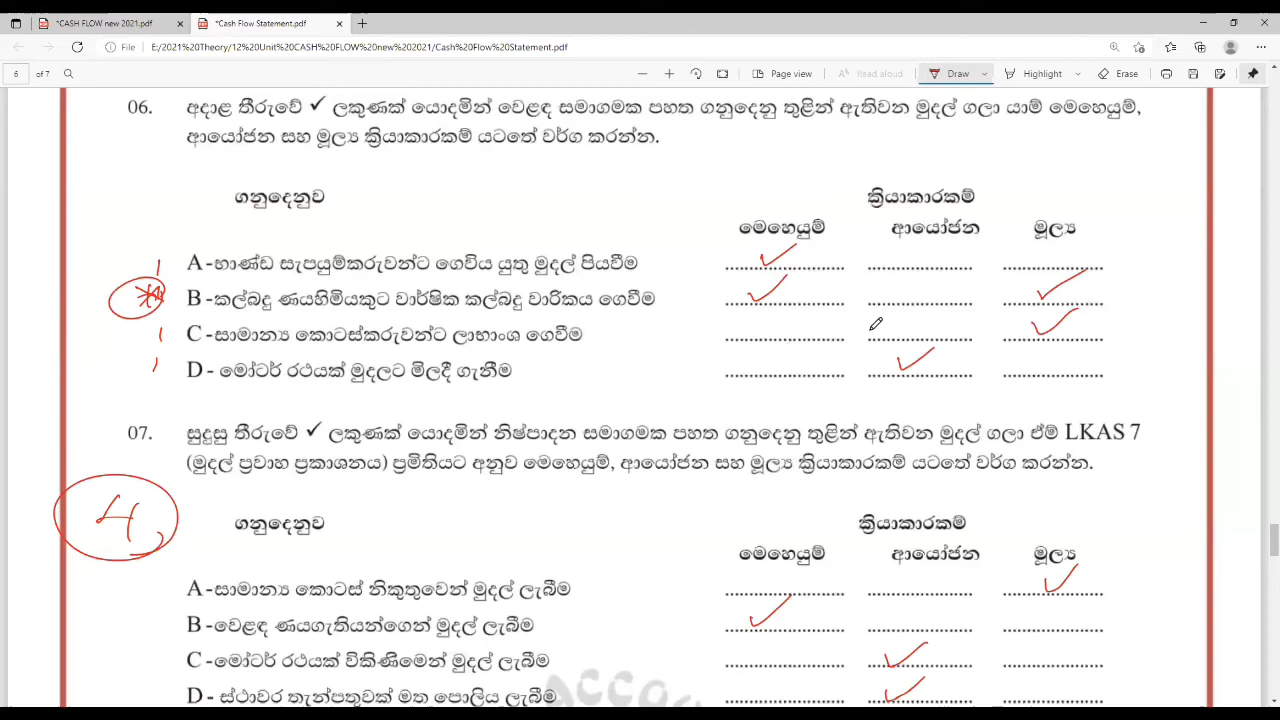 *CASH FLOW new 2021.pdf
*Cash Flow Statement.pdf
File
E:/2021%20Theory/12%20Unit%20CASH%20FLOW%20new%202021/Cash%20Flow%20Statement.pdf
6 of 7
Page view
Read aloud
Draw
Highlight
Erase
06. අදාළ තීරුවේ ✓ ලකුණක් යොදමින් වෙළඳ සමාගමක පහත ගනුදෙනු තුළින් ඇතිවන මුදල් ගලා යාම් මෙහෙයුම්,
ආයෝජන සහ මූල්‍ය ක්‍රියාකාරකම් යටතේ වර්ග කරන්න.
ගනුදෙනුව ක්‍රියාකාරකම්
මෙහෙයුම් ආයෝජන මූල්‍ය
A -භාණ්ඩ සැපයුම්කරුවන්ට ගෙවිය යුතු මුදල් පියවීම
B -කල්බදු ණයහිමියකුට වාර්ෂික කල්බදු වාරිකය ගෙවීම
C -සාමාන්‍ය කොටස්කරුවන්ට ලාභාංශ ගෙවීම
D - මෝටර් රථයක් මුදලට මිලදී ගැනීම
07. සුදුසු තීරුවේ ✓ ලකුණක් යොදමින් නිෂ්පාදන සමාගමක පහත ගනුදෙනු තුළින් ඇතිවන මුදල් ගලා ඒම් LKAS 7
(මුදල් ප්‍රවාහ ප්‍රකාශනය) ප්‍රමිතියට අනුව මෙහෙයුම්, ආයෝජන සහ මූල්‍ය ක්‍රියාකාරකම් යටතේ වර්ග කරන්න.
4
ගනුදෙනුව ක්‍රියාකාරකම්
මෙහෙයුම් ආයෝජන මූල්‍ය
A -සාමාන්‍ය කොටස් නිකුතුවෙන් මුදල් ලැබීම
B -වෙළඳ ණයගැතියන්ගෙන් මුදල් ලැබීම
C -මෝටර් රථයක් විකිණිමෙන් මුදල් ලැබීම
D - ස්ථාවර තැන්පතුවක් මත පොලිය ලැබීම